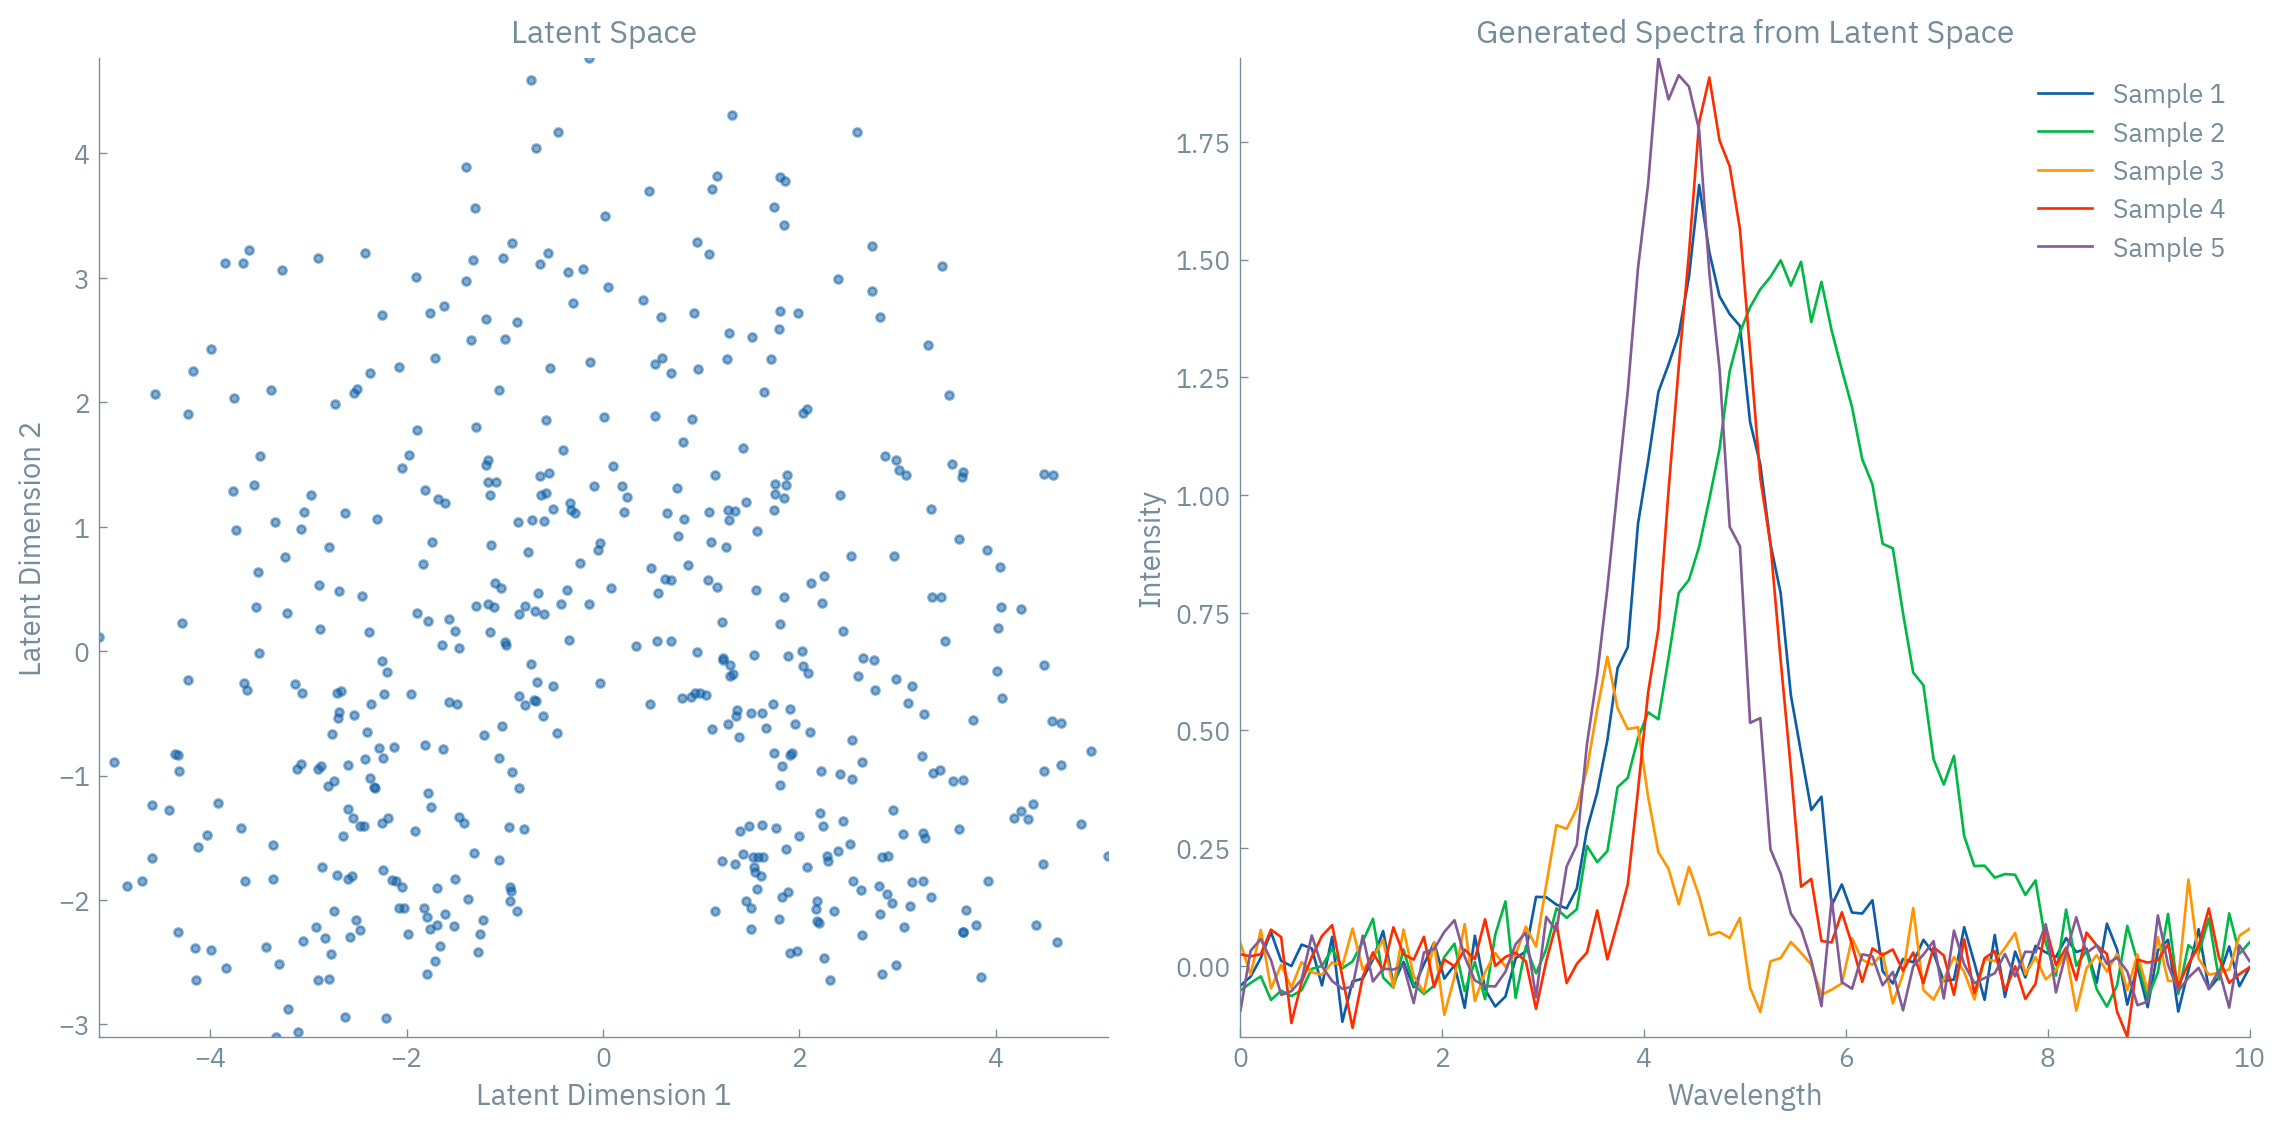 Latent Space
4
3
2
1
0
−1
−2
−3
Latent Dimension 2
−4 −2 0 2 4
Latent Dimension 1
Generated Spectra from Latent Space
1.75
1.50
1.25
1.00
0.75
0.50
0.25
0.00
Intensity
0 2 4 6 8 10
Wavelength
Sample 1
Sample 2
Sample 3
Sample 4
Sample 5